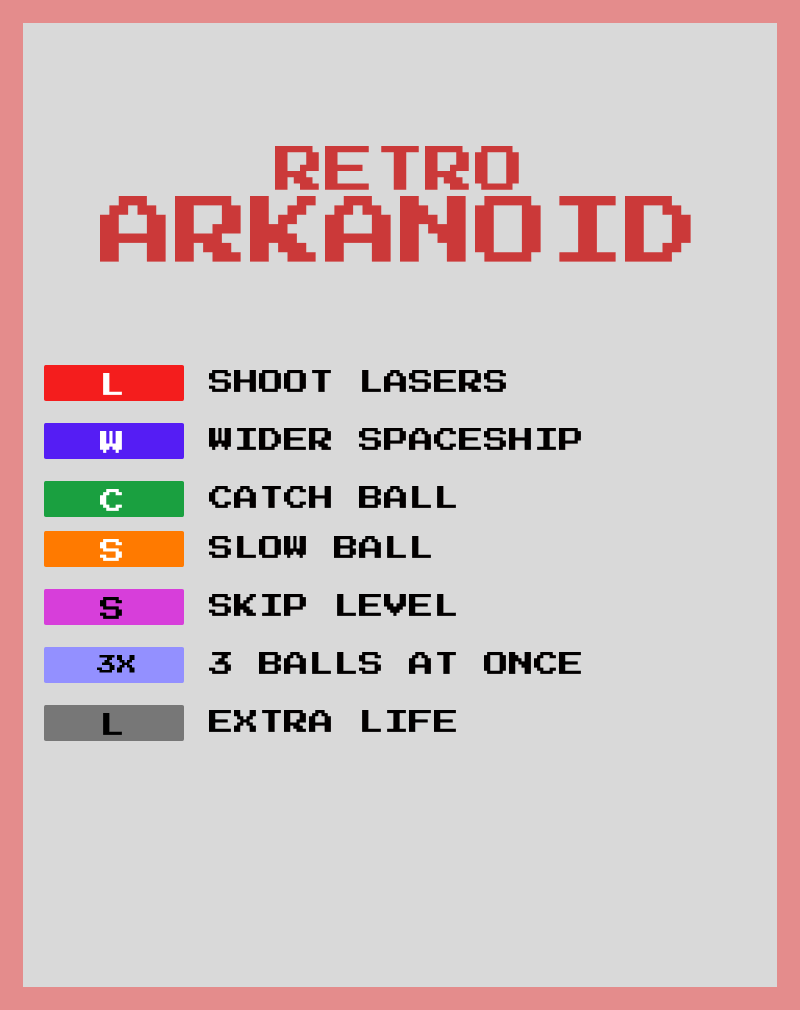 RETRO
ARKANOID
L SHOOT LASERS
W WIDER SPACESHIP
C CATCH BALL
S SLOW BALL
S SKIP LEVEL
3X 3 BALLS AT ONCE
L EXTRA LIFE